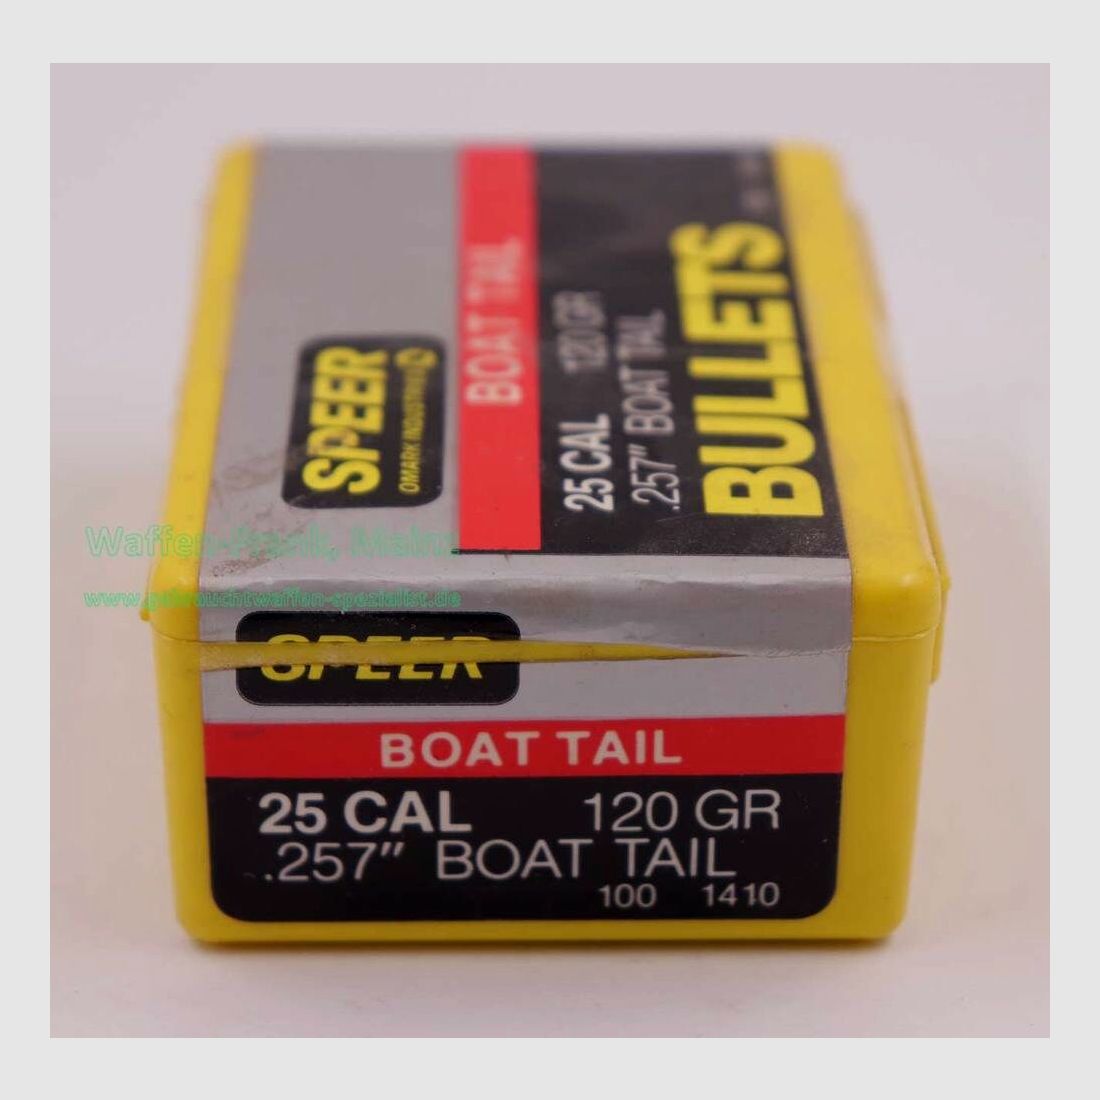 SPEER
OMARK INDUSTRIES
BOAT TAIL
25 CAL 120 GR
.257" BOAT TAIL
BULLETS
Waffen-Frank, Mainz
www.gebrauchtwaffen-spezialist.de
SPEER
BOAT TAIL
25 CAL 120 GR
.257" BOAT TAIL
100 1410